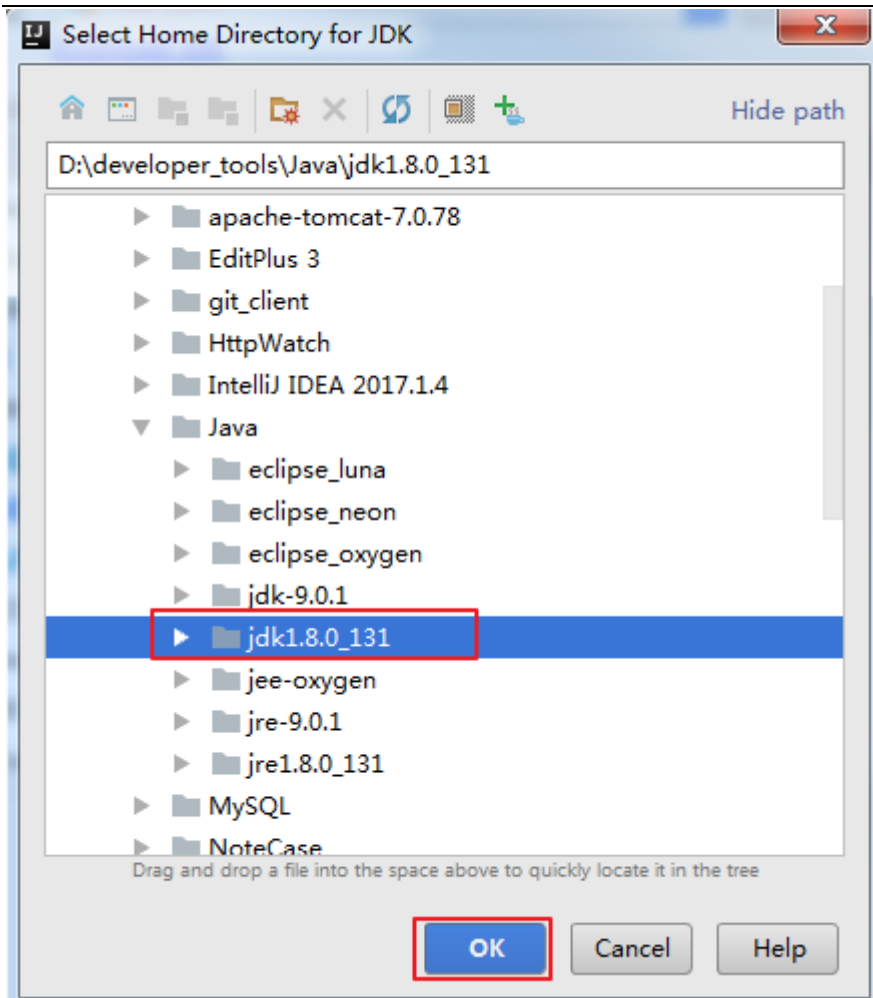 Select Home Directory for JDK
Hide path
D:\developer_tools\Java\jdk1.8.0_131
apache-tomcat-7.0.78
EditPlus 3
git_client
HttpWatch
IntelliJ IDEA 2017.1.4
Java
eclipse_luna
eclipse_neon
eclipse_oxygen
jdk-9.0.1
jdk1.8.0_131
jee-oxygen
jre-9.0.1
jre1.8.0_131
MySQL
NoteCase
Drag and drop a file into the space above to quickly locate it in the tree
OK Cancel Help